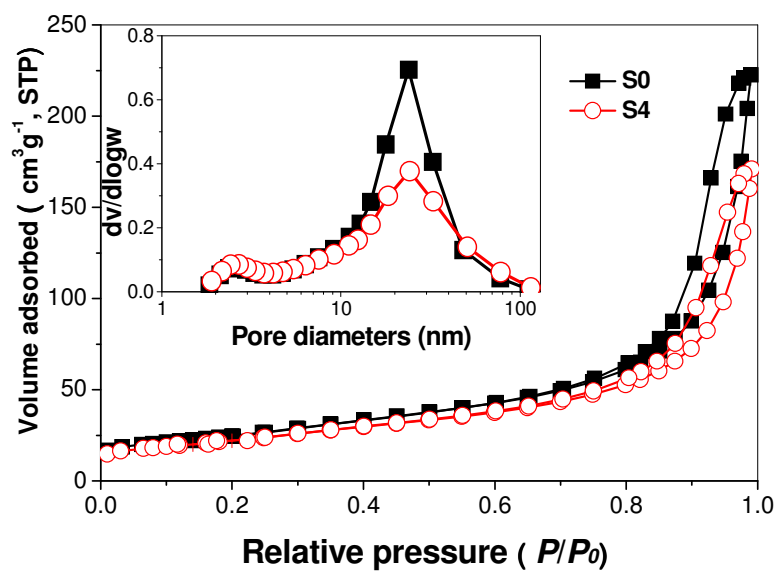 250
200
150
100
50
0
0.0 0.2 0.4 0.6 0.8 1.0
Volume adsorbed ( cm³g⁻¹, STP)
Relative pressure ( P/P₀)
S0
S4
0.8
0.6
0.4
0.2
0.0
1 10 100
dv/dlogw
Pore diameters (nm)